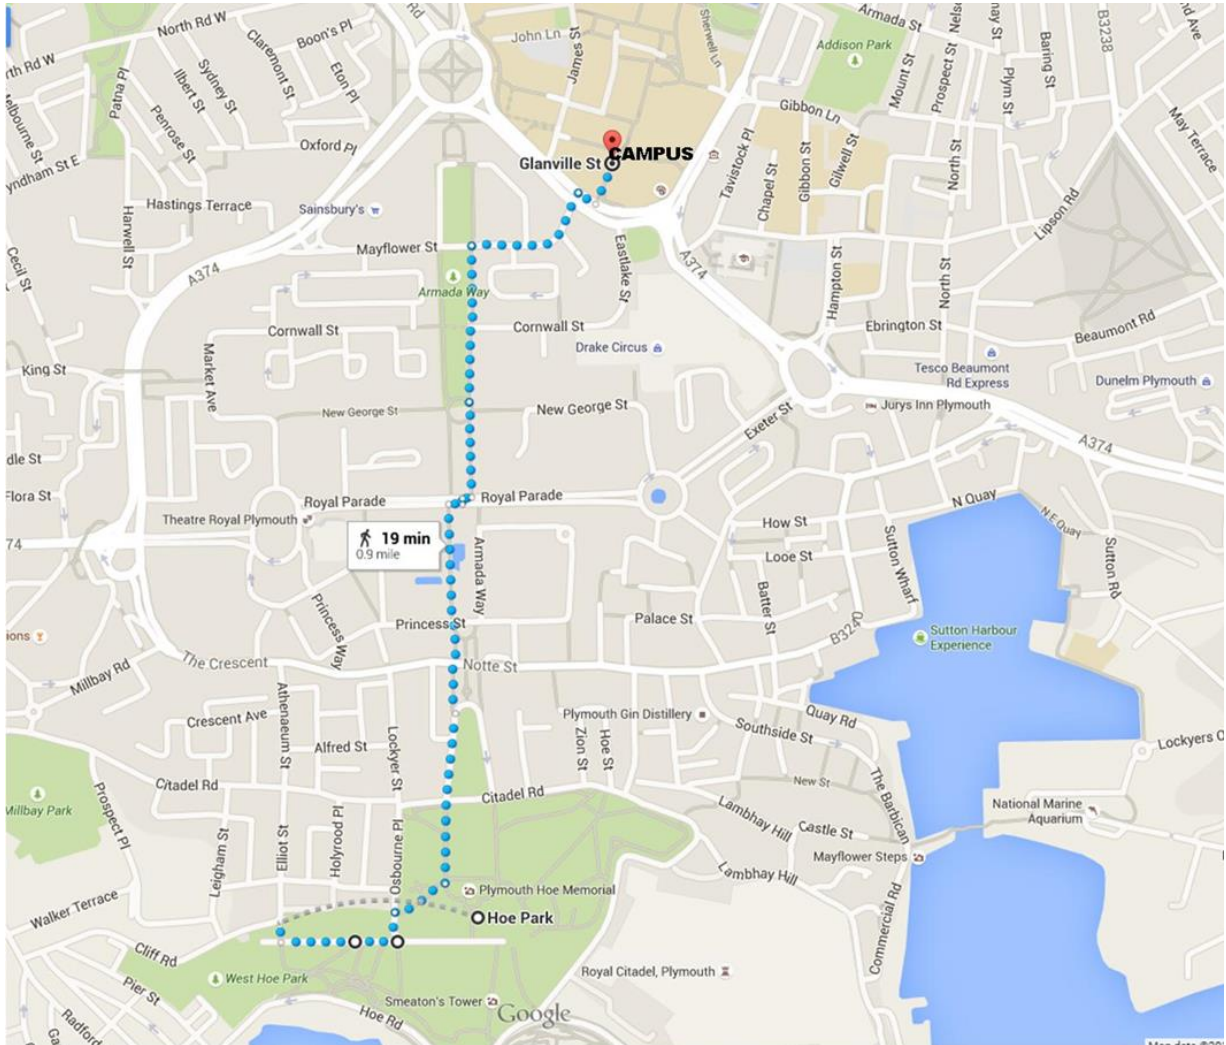 North Rd W
Boon's Pl
Rd
John Ln
James St
Sherwell Ln
Armada St
Addison Park
B3238
Claremont St
Eton Pl
Sydney St
Ilbert St
Patna Pl
Penrose St
Oxford Pl
Mount St
Prospect St
Plym St
Baring St
Gibbon Ln
May Terrace
Glanville St
CAMPUS
Tavistock Pl
Chapel St
Gibbon St
Gilwell St
North St
Lipson Rd
Hastings Terrace
Sainsbury's
Harwell St
Cecil St
Mayflower St
Eastlake St
A374
A374
Hampton St
North St
Armada Way
Cornwall St
Cornwall St
Drake Circus
Ebrington St
Beaumont Rd
Tesco Beaumont
Rd Express
Dunelm Plymouth
King St
Market Ave
New George St
New George St
Exeter St
Jurys Inn Plymouth
A374
Flora St
Royal Parade
Royal Parade
Theatre Royal Plymouth
N Quay
N E Quay
How St
Looe St
Sutton Wharf
Sutton Rd
74
19 min
0.9 mile
Armada Way
Princess Way
Princess St
Palace St
Batter St
B3240
Sutton Harbour
Experience
The Crescent
Notte St
Millbay Rd
Athenaeum St
Crescent Ave
Lockyer St
Plymouth Gin Distillery
Quay Rd
Southside St
Alfred St
Zion St
Hoe St
The Barbican
New St
Citadel Rd
Citadel Rd
Millbay Park
Prospect Pl
Lambhay Hill
Castle St
National Marine
Aquarium
Mayflower Steps
Leigham St
Elliot St
Holyrood Pl
Osbourne Pl
Lambhay Hill
Plymouth Hoe Memorial
Hoe Park
Walker Terrace
Commercial Rd
Cliff Rd
West Hoe Park
Pier St
Royal Citadel, Plymouth
Smeaton's Tower
Google
Hoe Rd